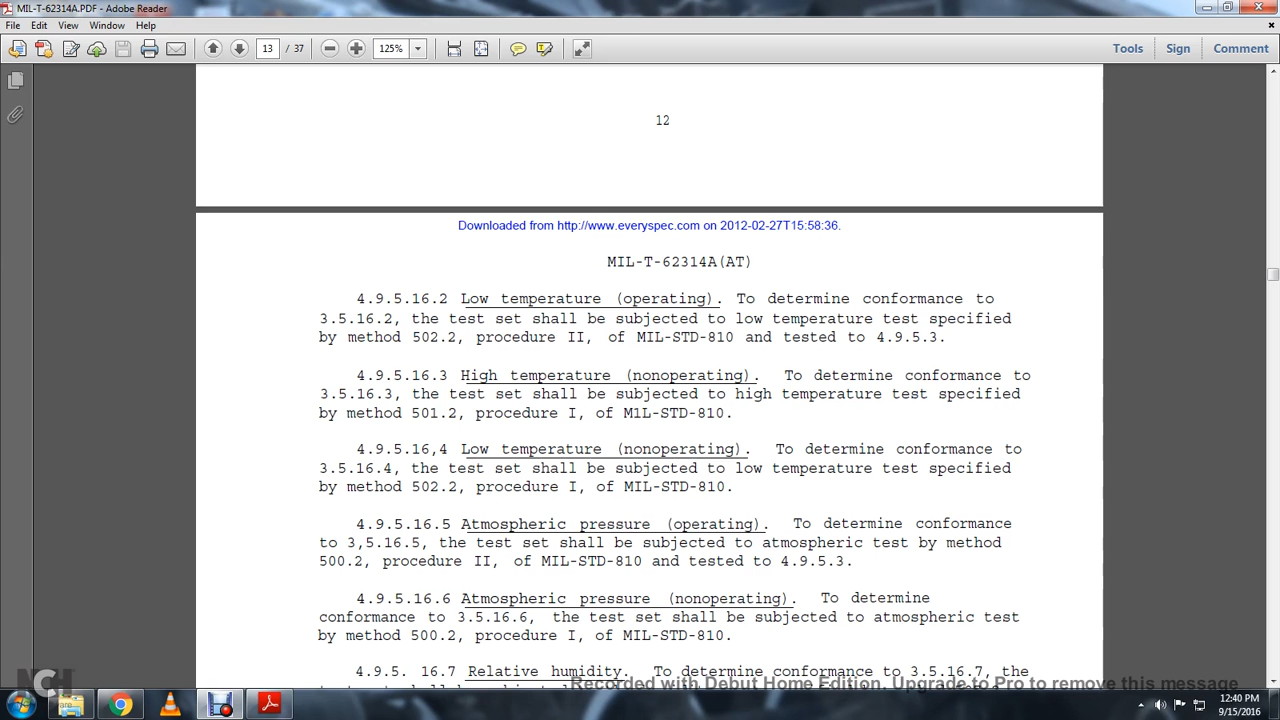 MIL-T-62314A.PDF - Adobe Reader
File Edit View Window Help
13 / 37 125% Tools Sign Comment
12
Downloaded from http://www.everyspec.com on 2012-02-27T15:58:36.
MIL-T-62314A(AT)
4.9.5.16.2 Low temperature (operating). To determine conformance to
3.5.16.2, the test set shall be subjected to low temperature test specified
by method 502.2, procedure II, of MIL-STD-810 and tested to 4.9.5.3.
4.9.5.16.3 High temperature (nonoperating). To determine conformance to
3.5.16.3, the test set shall be subjected to high temperature test specified
by method 501.2, procedure I, of M1L-STD-810.
4.9.5.16,4 Low temperature (nonoperating). To determine conformance to
3.5.16.4, the test set shall be subjected to low temperature test specified
by method 502.2, procedure I, of MIL-STD-810.
4.9.5.16.5 Atmospheric pressure (operating). To determine conformance
to 3,5.16.5, the test set shall be subjected to atmospheric test by method
500.2, procedure II, of MIL-STD-810 and tested to 4.9.5.3.
4.9.5.16.6 Atmospheric pressure (nonoperating). To determine
conformance to 3.5.16.6, the test set shall be subjected to atmospheric test
by method 500.2, procedure I, of MIL-STD-810.
4.9.5. 16.7 Relative humidity. To determine conformance to 3.5.16.7, the
Recorded with Debut Home Edition. Upgrade to Pro to remove this message
NCH
12:40 PM
9/15/2016